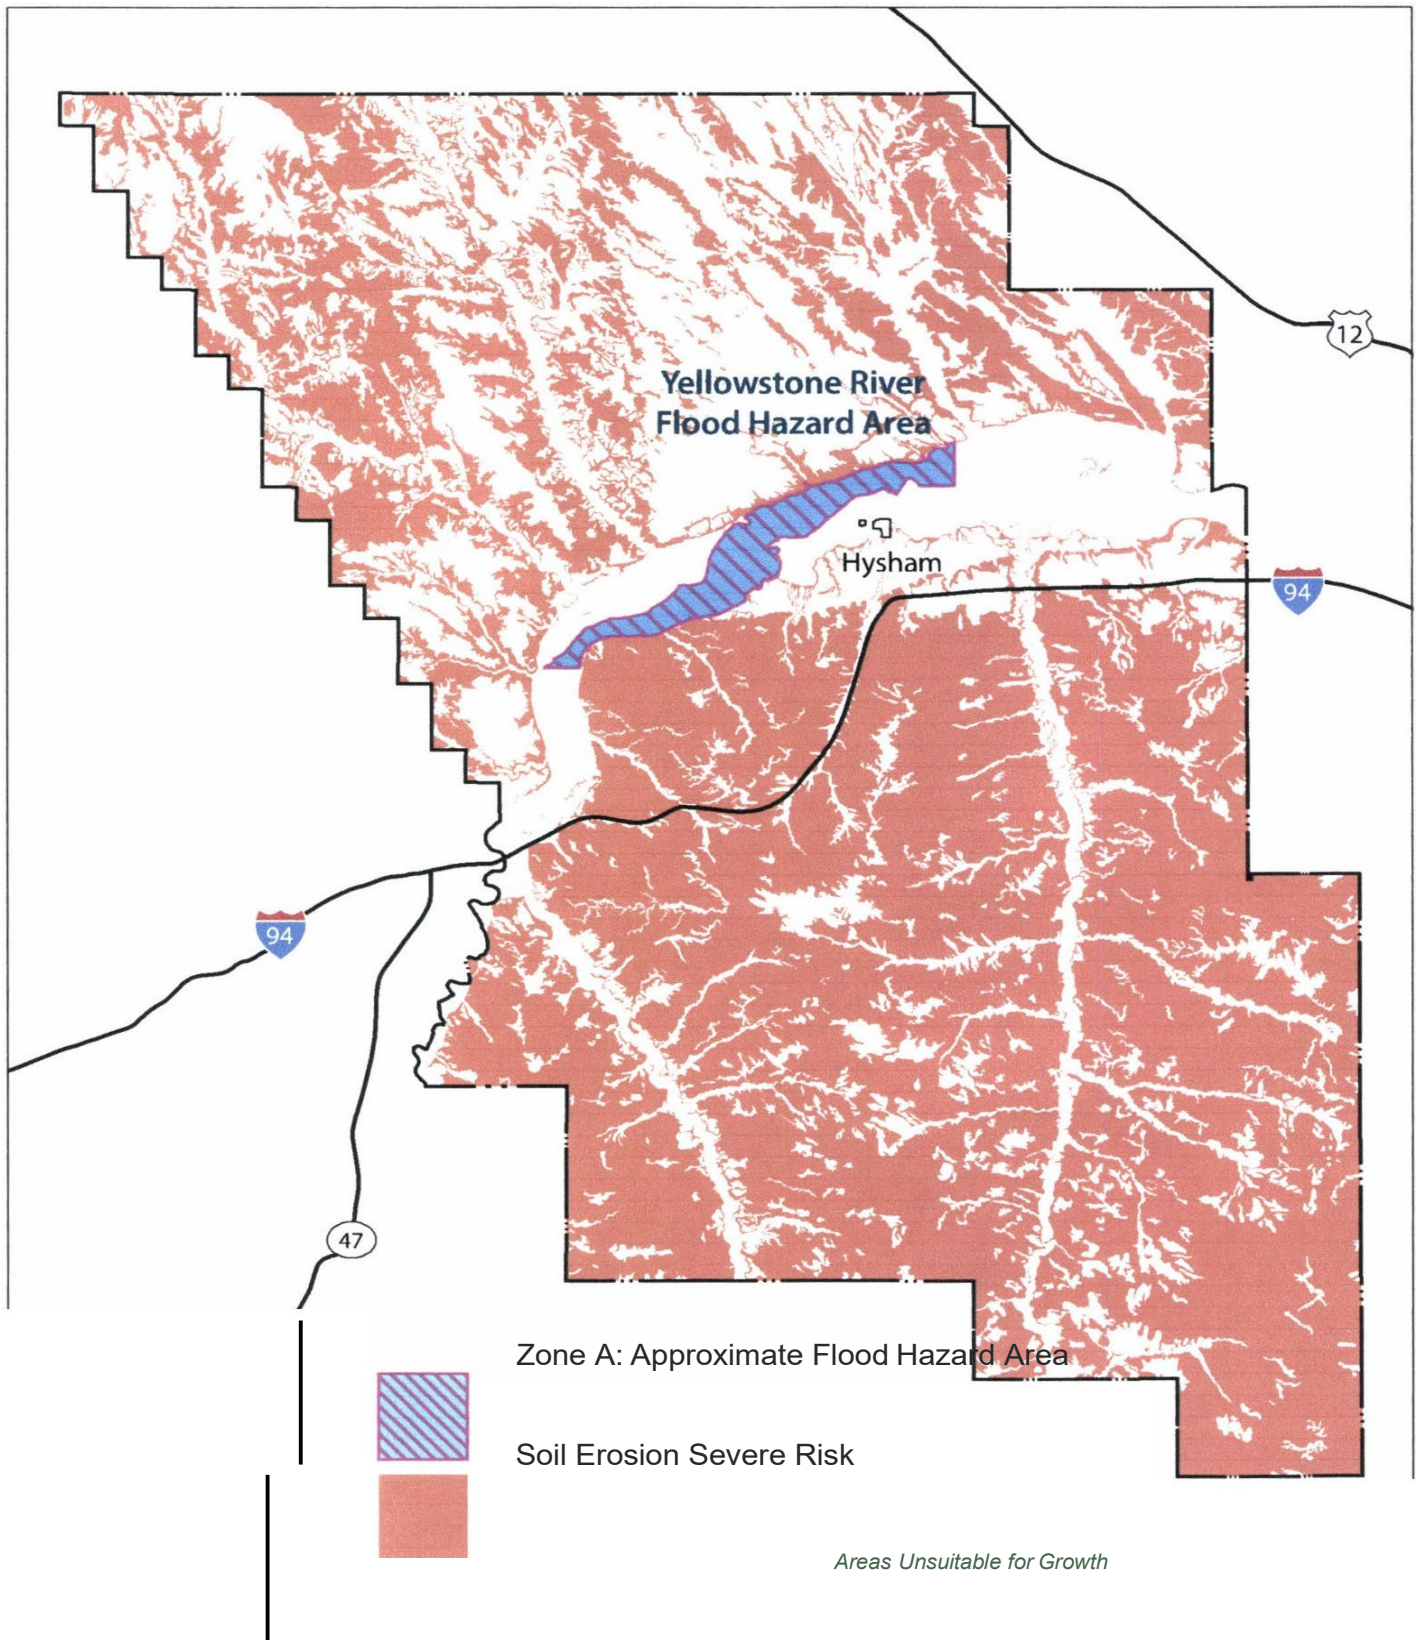 12
Yellowstone River
Flood Hazard Area
Hysham
94
94
47
Zone A: Approximate Flood Hazard Area
Soil Erosion Severe Risk
Areas Unsuitable for Growth